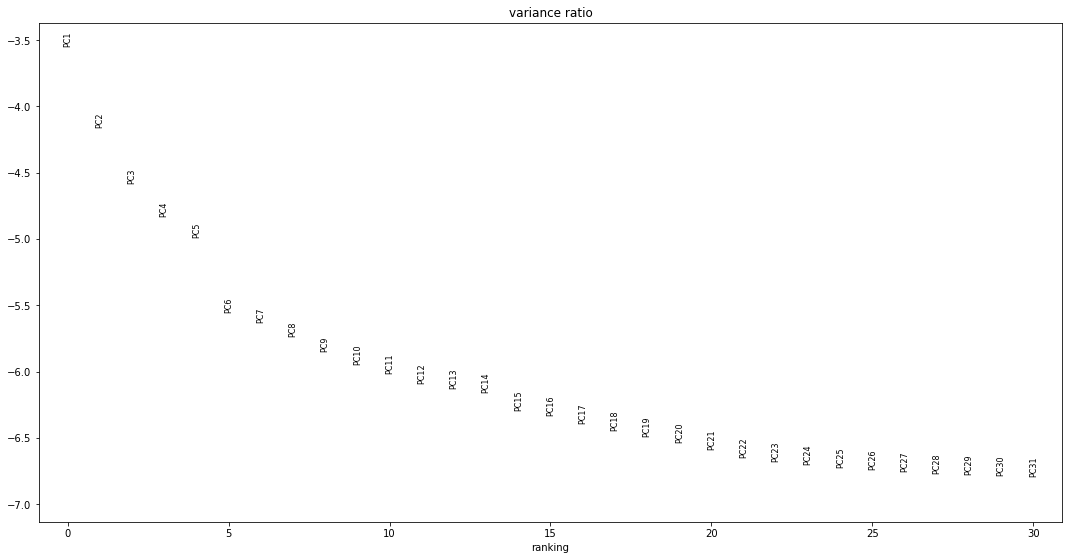 variance ratio
−3.5
−4.0
−4.5
−5.0
−5.5
−6.0
−6.5
−7.0
PC1
PC2
PC3
PC4
PC5
PC6
PC7
PC8
PC9
PC10
PC11
PC12
PC13
PC14
PC15
PC16
PC17
PC18
PC19
PC20
PC21
PC22
PC23
PC24
PC25
PC26
PC27
PC28
PC29
PC30
PC31
0 5 10 15 20 25 30
ranking